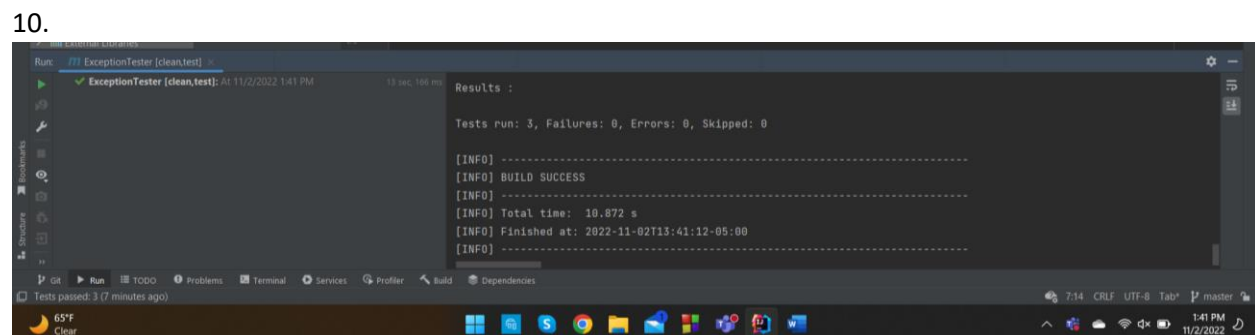 10.
External Libraries
Run: ExceptionTester [clean,test] ×
ExceptionTester [clean,test]: At 11/2/2022 1:41 PM 13 sec, 166 ms
Results :
Tests run: 3, Failures: 0, Errors: 0, Skipped: 0
[INFO] ------------------------------------------------------------------------
[INFO] BUILD SUCCESS
[INFO] ------------------------------------------------------------------------
[INFO] Total time: 10.872 s
[INFO] Finished at: 2022-11-02T13:41:12-05:00
[INFO] ------------------------------------------------------------------------
Bookmarks
Structure
Git Run TODO Problems Terminal Services Profiler Build Dependencies
Tests passed: 3 (7 minutes ago) 7:14 CRLF UTF-8 Tab* master
65°F
Clear
1:41 PM
11/2/2022